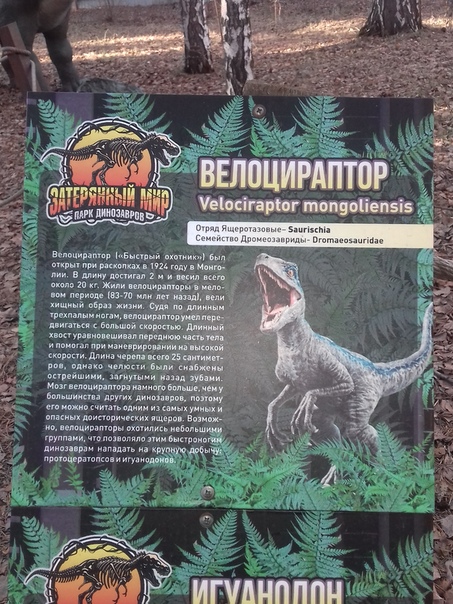 ЗАТЕРЯННЫЙ МИР
ПАРК ДИНОЗАВРОВ
ВЕЛОЦИРАПТОР
Velociraptor mongoliensis
Отряд Ящеротазовые– Saurischia
Семейство Дромеозавриды- Dromaeosauridae
Велоцираптор («Быстрый охотник») был
открыт при раскопках в 1924 году в Монго-
лии. В длину достигал 2 м и весил всего
около 20 кг. Жили велоцирапторы в мело-
вом периоде (83-70 млн лет назад), вели
хищный образ жизни. Судя по длинным
трехпалым ногам, велоцираптор умел пере-
двигаться с большой скоростью. Длинный
хвост уравновешивал переднюю часть тела
и помогал при маневрировании на высокой
скорости. Длина черепа всего 25 сантимет-
ров, однако челюсти были снабжены
острейшими, загнутыми назад зубами.
Мозг велоцираптора намного больше, чем у
большинства других динозавров, поэтому
его можно считать одним из самых умных и
опасных доисторических ящеров. Возмож-
но, велоцирапторы охотились небольшими
группами, что позволяло этим быстроногим
динозаврам нападать на крупную добычу:
протоцератопсов и игуанодонов.
ИГУАНОДОН